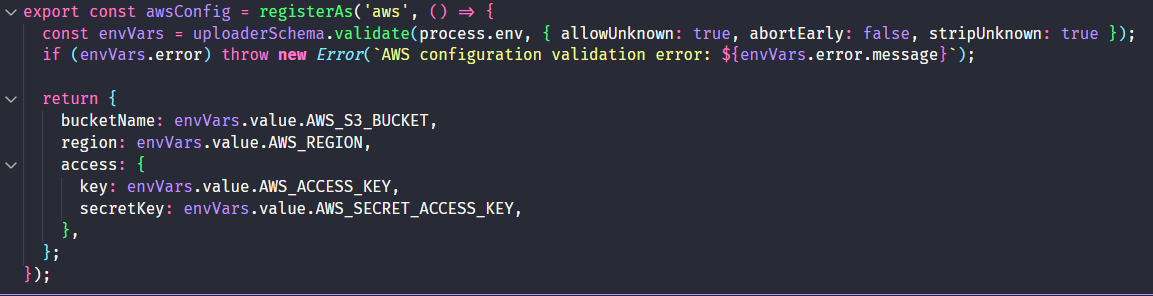 export const awsConfig = registerAs('aws', () => {
  const envVars = uploaderSchema.validate(process.env, { allowUnknown: true, abortEarly: false, stripUnknown: true });
  if (envVars.error) throw new Error(`AWS configuration validation error: ${envVars.error.message}`);

  return {
    bucketName: envVars.value.AWS_S3_BUCKET,
    region: envVars.value.AWS_REGION,
    access: {
      key: envVars.value.AWS_ACCESS_KEY,
      secretKey: envVars.value.AWS_SECRET_ACCESS_KEY,
    },
  };
});